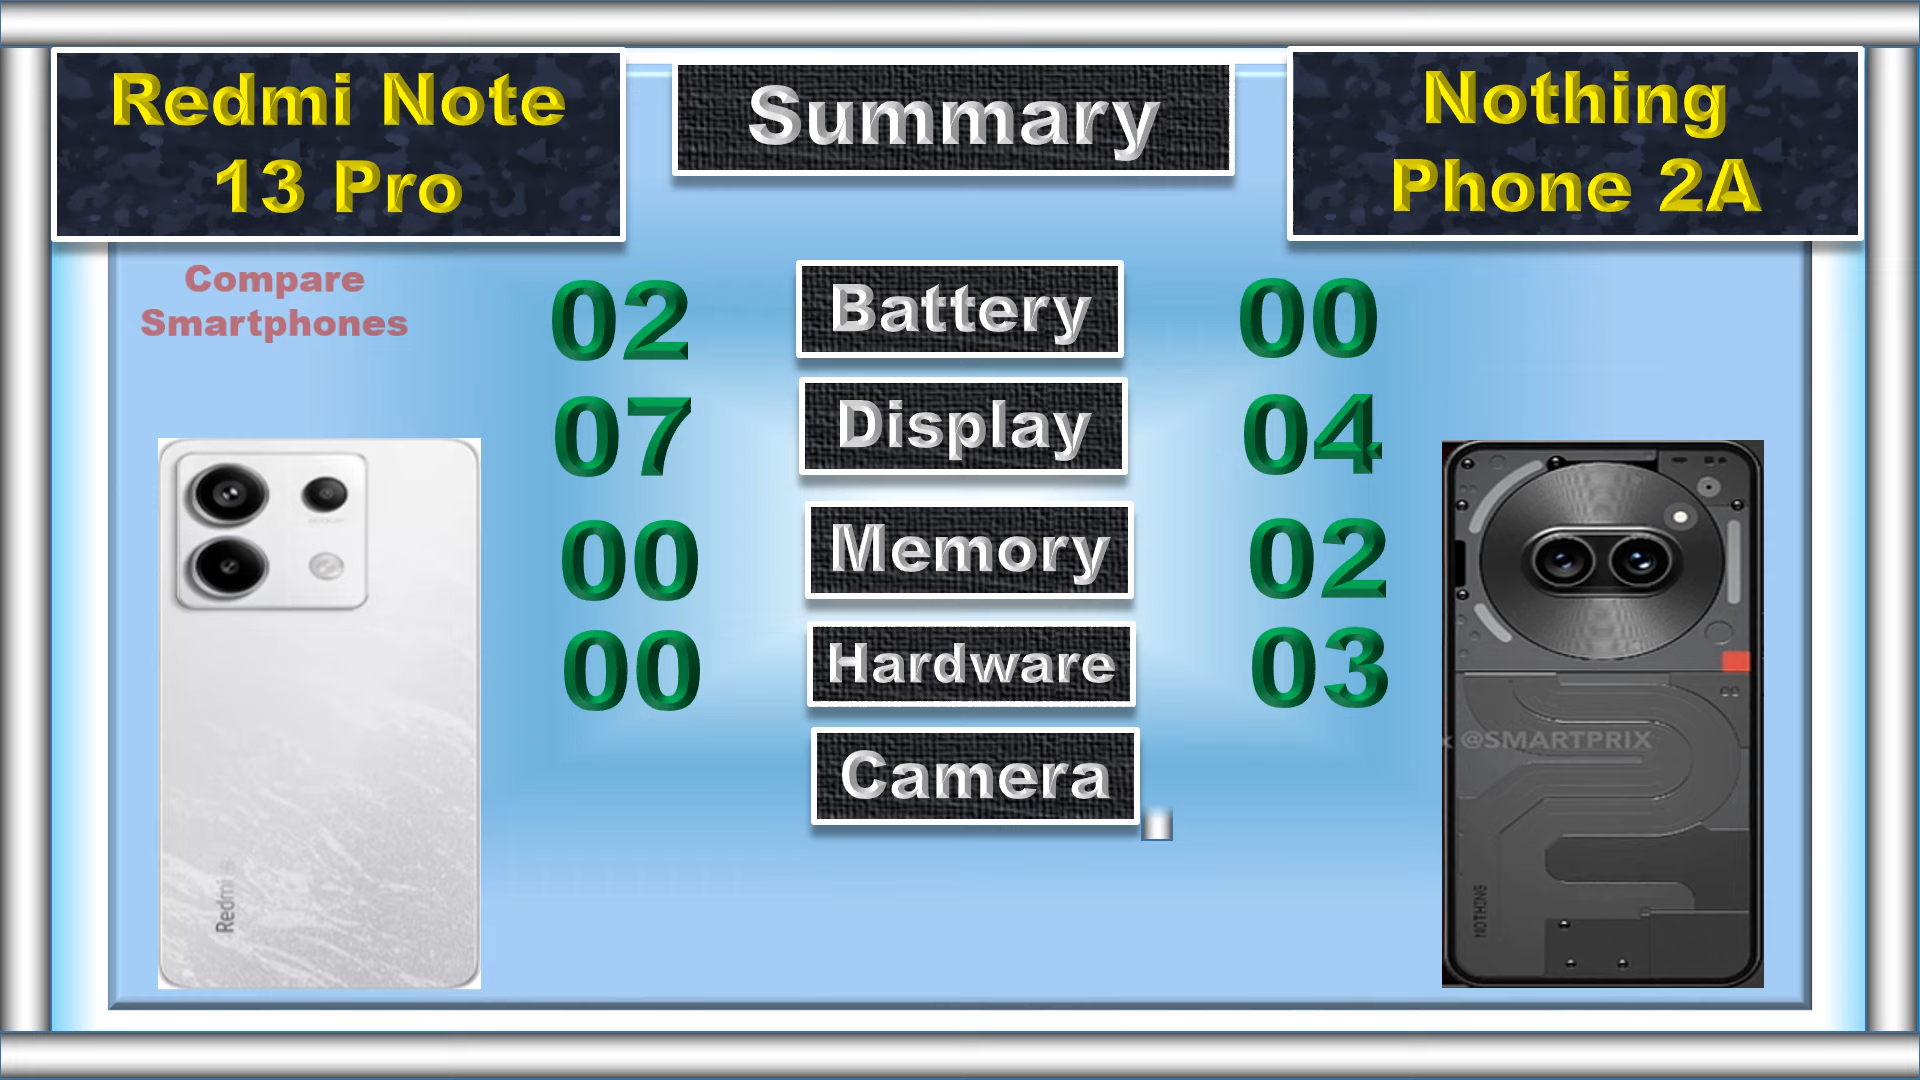 Redmi Note
13 Pro
Summary
Nothing
Phone 2A
Compare
Smartphones
02
Battery
00
07
Display
04
00
Memory
02
00
Hardware
03
Camera
Redmi
x @SMARTPRIX
NOTHING